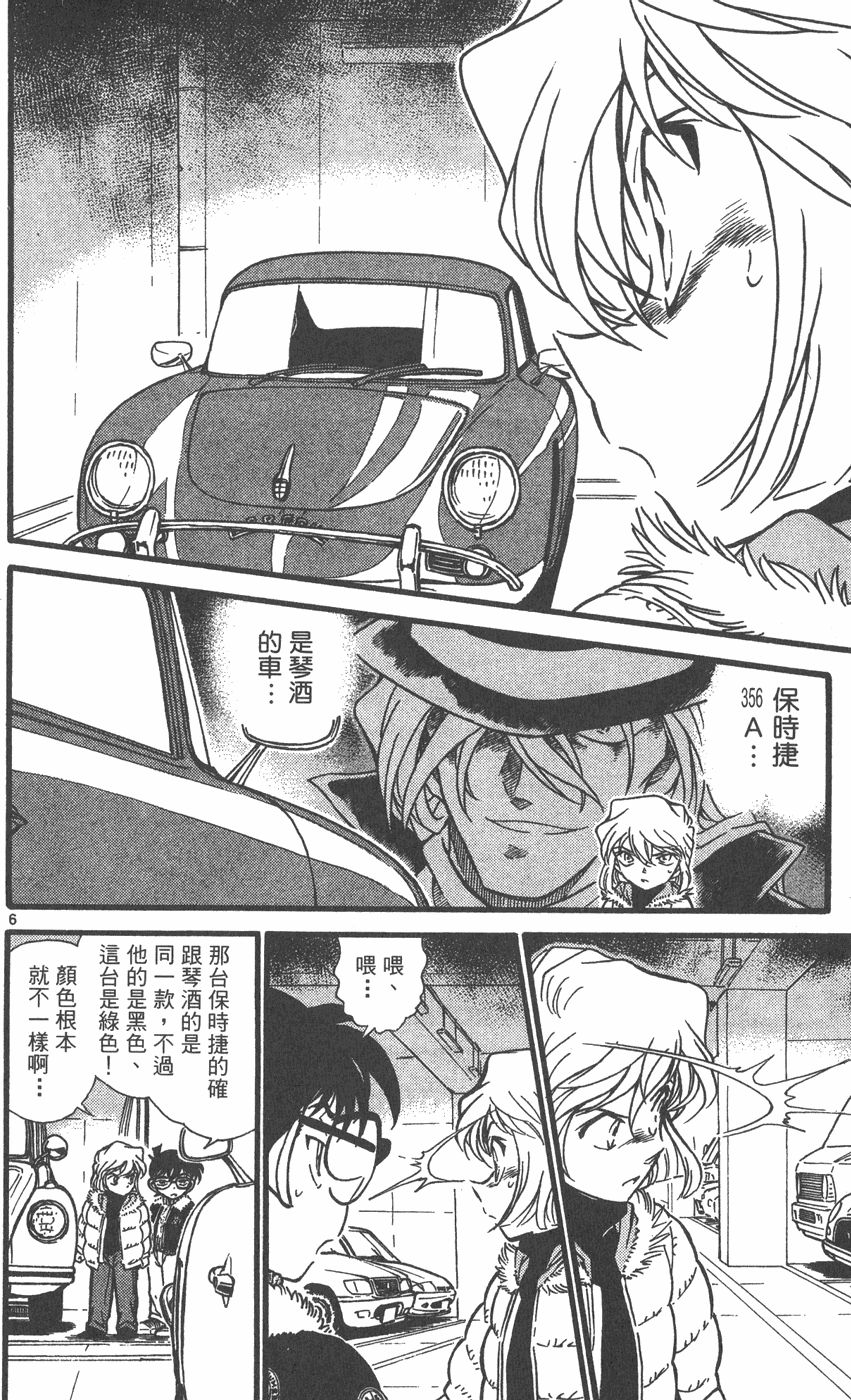 保時捷
356A…
是琴酒
的車…
6
喂、
喂…
那台保時捷的確
跟琴酒的是
同一款，不過
他的是黑色、
這台是綠色！
顏色根本
就不一樣啊…